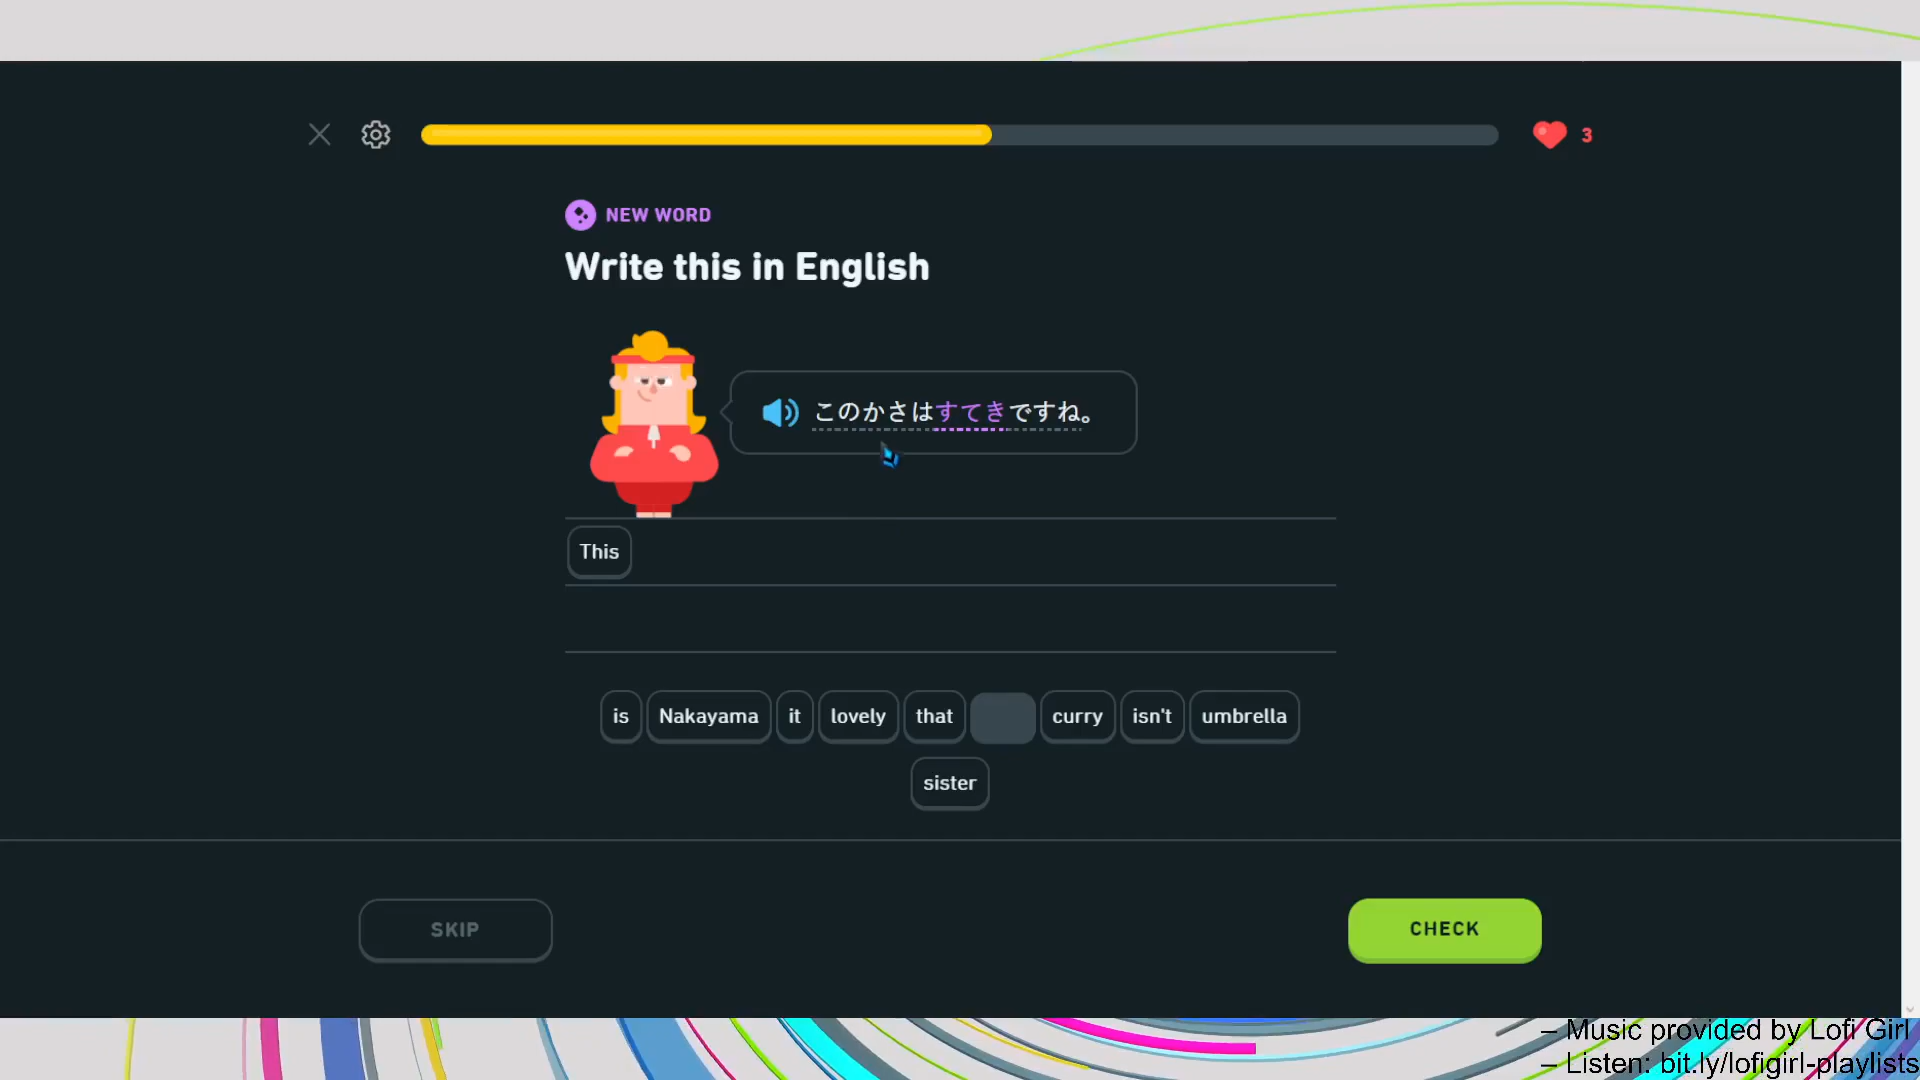 3
NEW WORD
Write this in English
このかさはすてきですね。
This
is Nakayama it lovely that curry isn't umbrella
sister
SKIP CHECK
– Music provided by Lofi Girl
– Listen: bit.ly/lofigirl-playlists